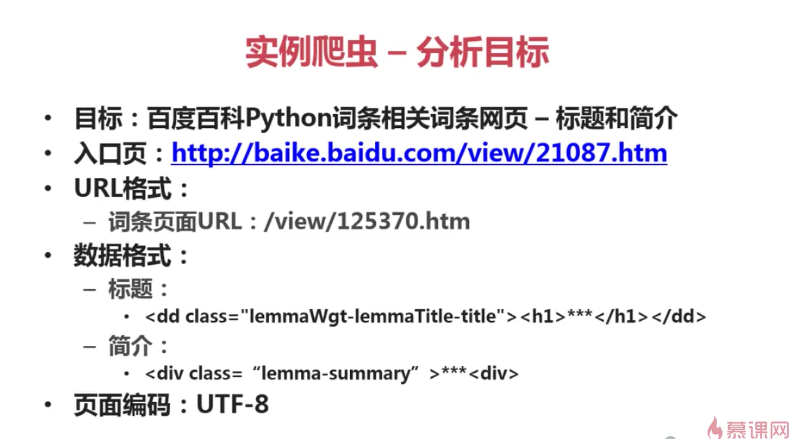 实例爬虫 – 分析目标
• 目标：百度百科Python词条相关词条网页 – 标题和简介
• 入口页：http://baike.baidu.com/view/21087.htm
• URL格式：
– 词条页面URL：/view/125370.htm
• 数据格式：
– 标题：
• <dd class="lemmaWgt-lemmaTitle-title"><h1>***</h1></dd>
– 简介：
• <div class=“lemma-summary”>***<div>
• 页面编码：UTF-8
慕课网